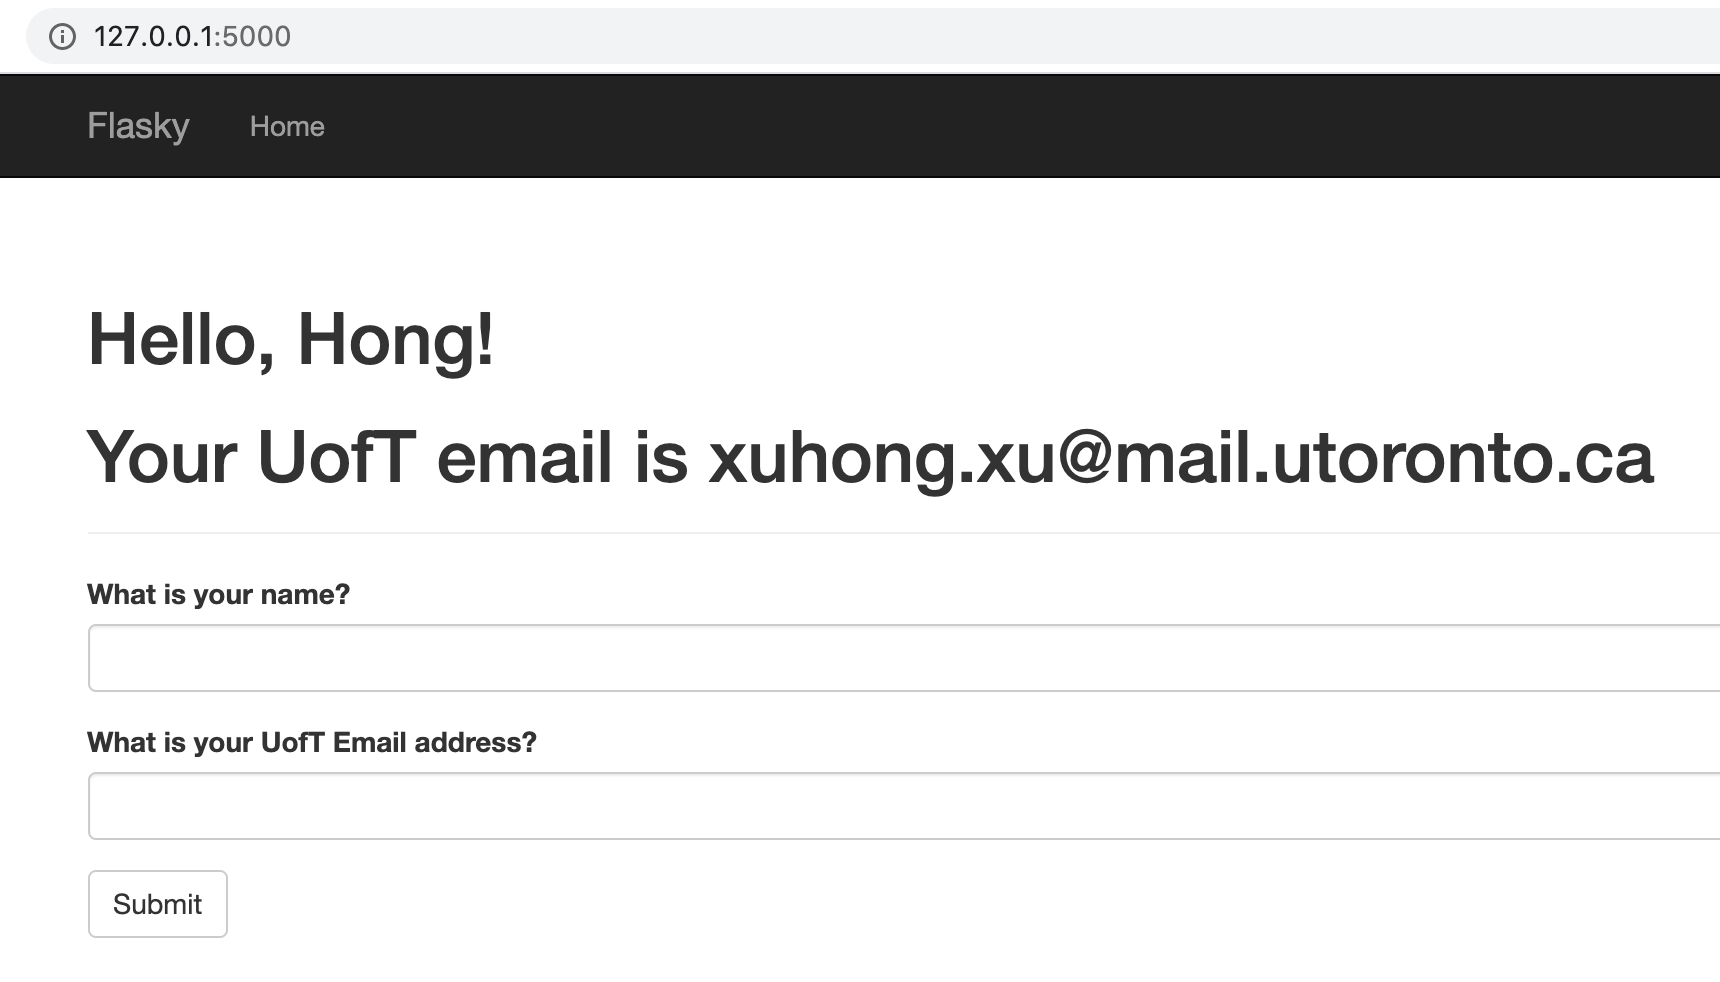 127.0.0.1:5000
Flasky Home
Hello, Hong!
Your UofT email is xuhong.xu@mail.utoronto.ca
What is your name?
What is your UofT Email address?
Submit